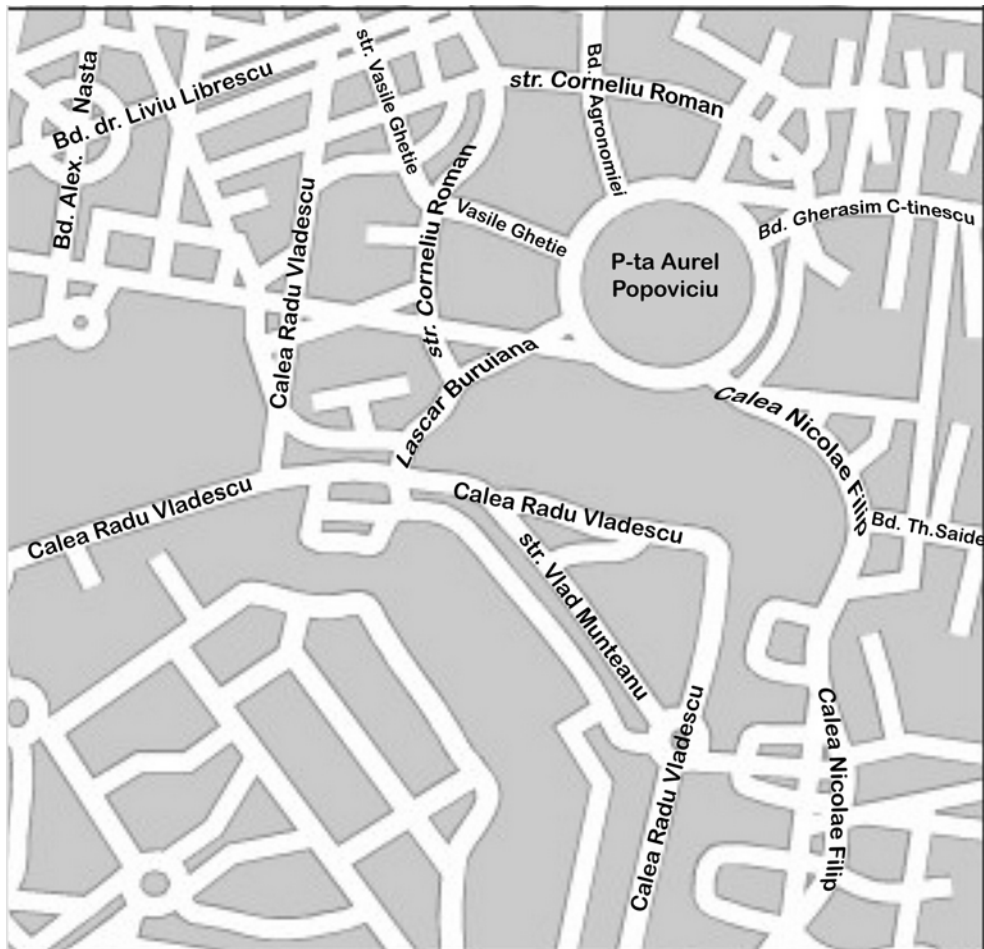 Bd. Alex. Nasta
Bd. dr. Liviu Librescu
str. Vasile Ghetie
Bd. Agronomiei
str. Corneliu Roman
str. Corneliu Roman
Vasile Ghetie
Bd. Gherasim C-tinescu
P-ta Aurel
Popoviciu
Calea Radu Vladescu
Lascar Buruiana
Calea Nicolae Filip
Calea Radu Vladescu
Calea Radu Vladescu
Bd. Th.Saide
str. Vlad Munteanu
Calea Radu Vladescu
Calea Nicolae Filip